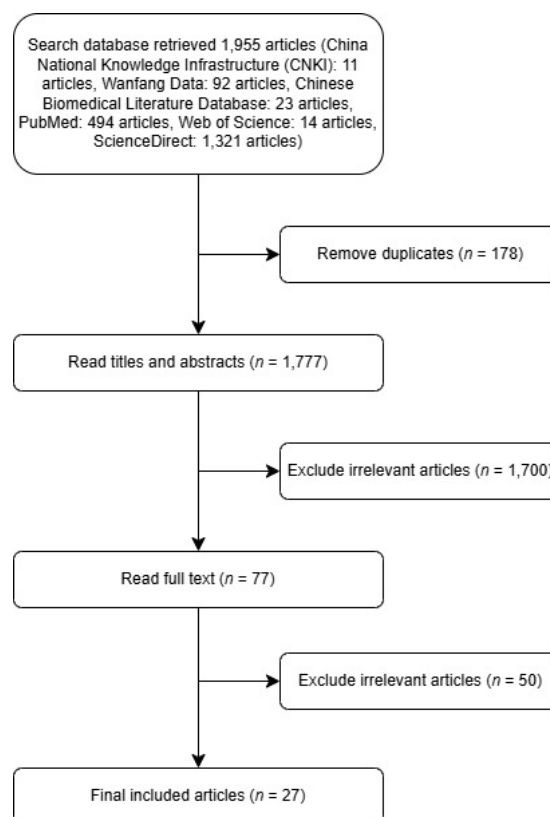 Search database retrieved 1,955 articles (China
National Knowledge Infrastructure (CNKI): 11
articles, Wanfang Data: 92 articles, Chinese
Biomedical Literature Database: 23 articles,
PubMed: 494 articles, Web of Science: 14 articles,
ScienceDirect: 1,321 articles)
Remove duplicates (n = 178)
Read titles and abstracts (n = 1,777)
Exclude irrelevant articles (n = 1,700)
Read full text (n = 77)
Exclude irrelevant articles (n = 50)
Final included articles (n = 27)